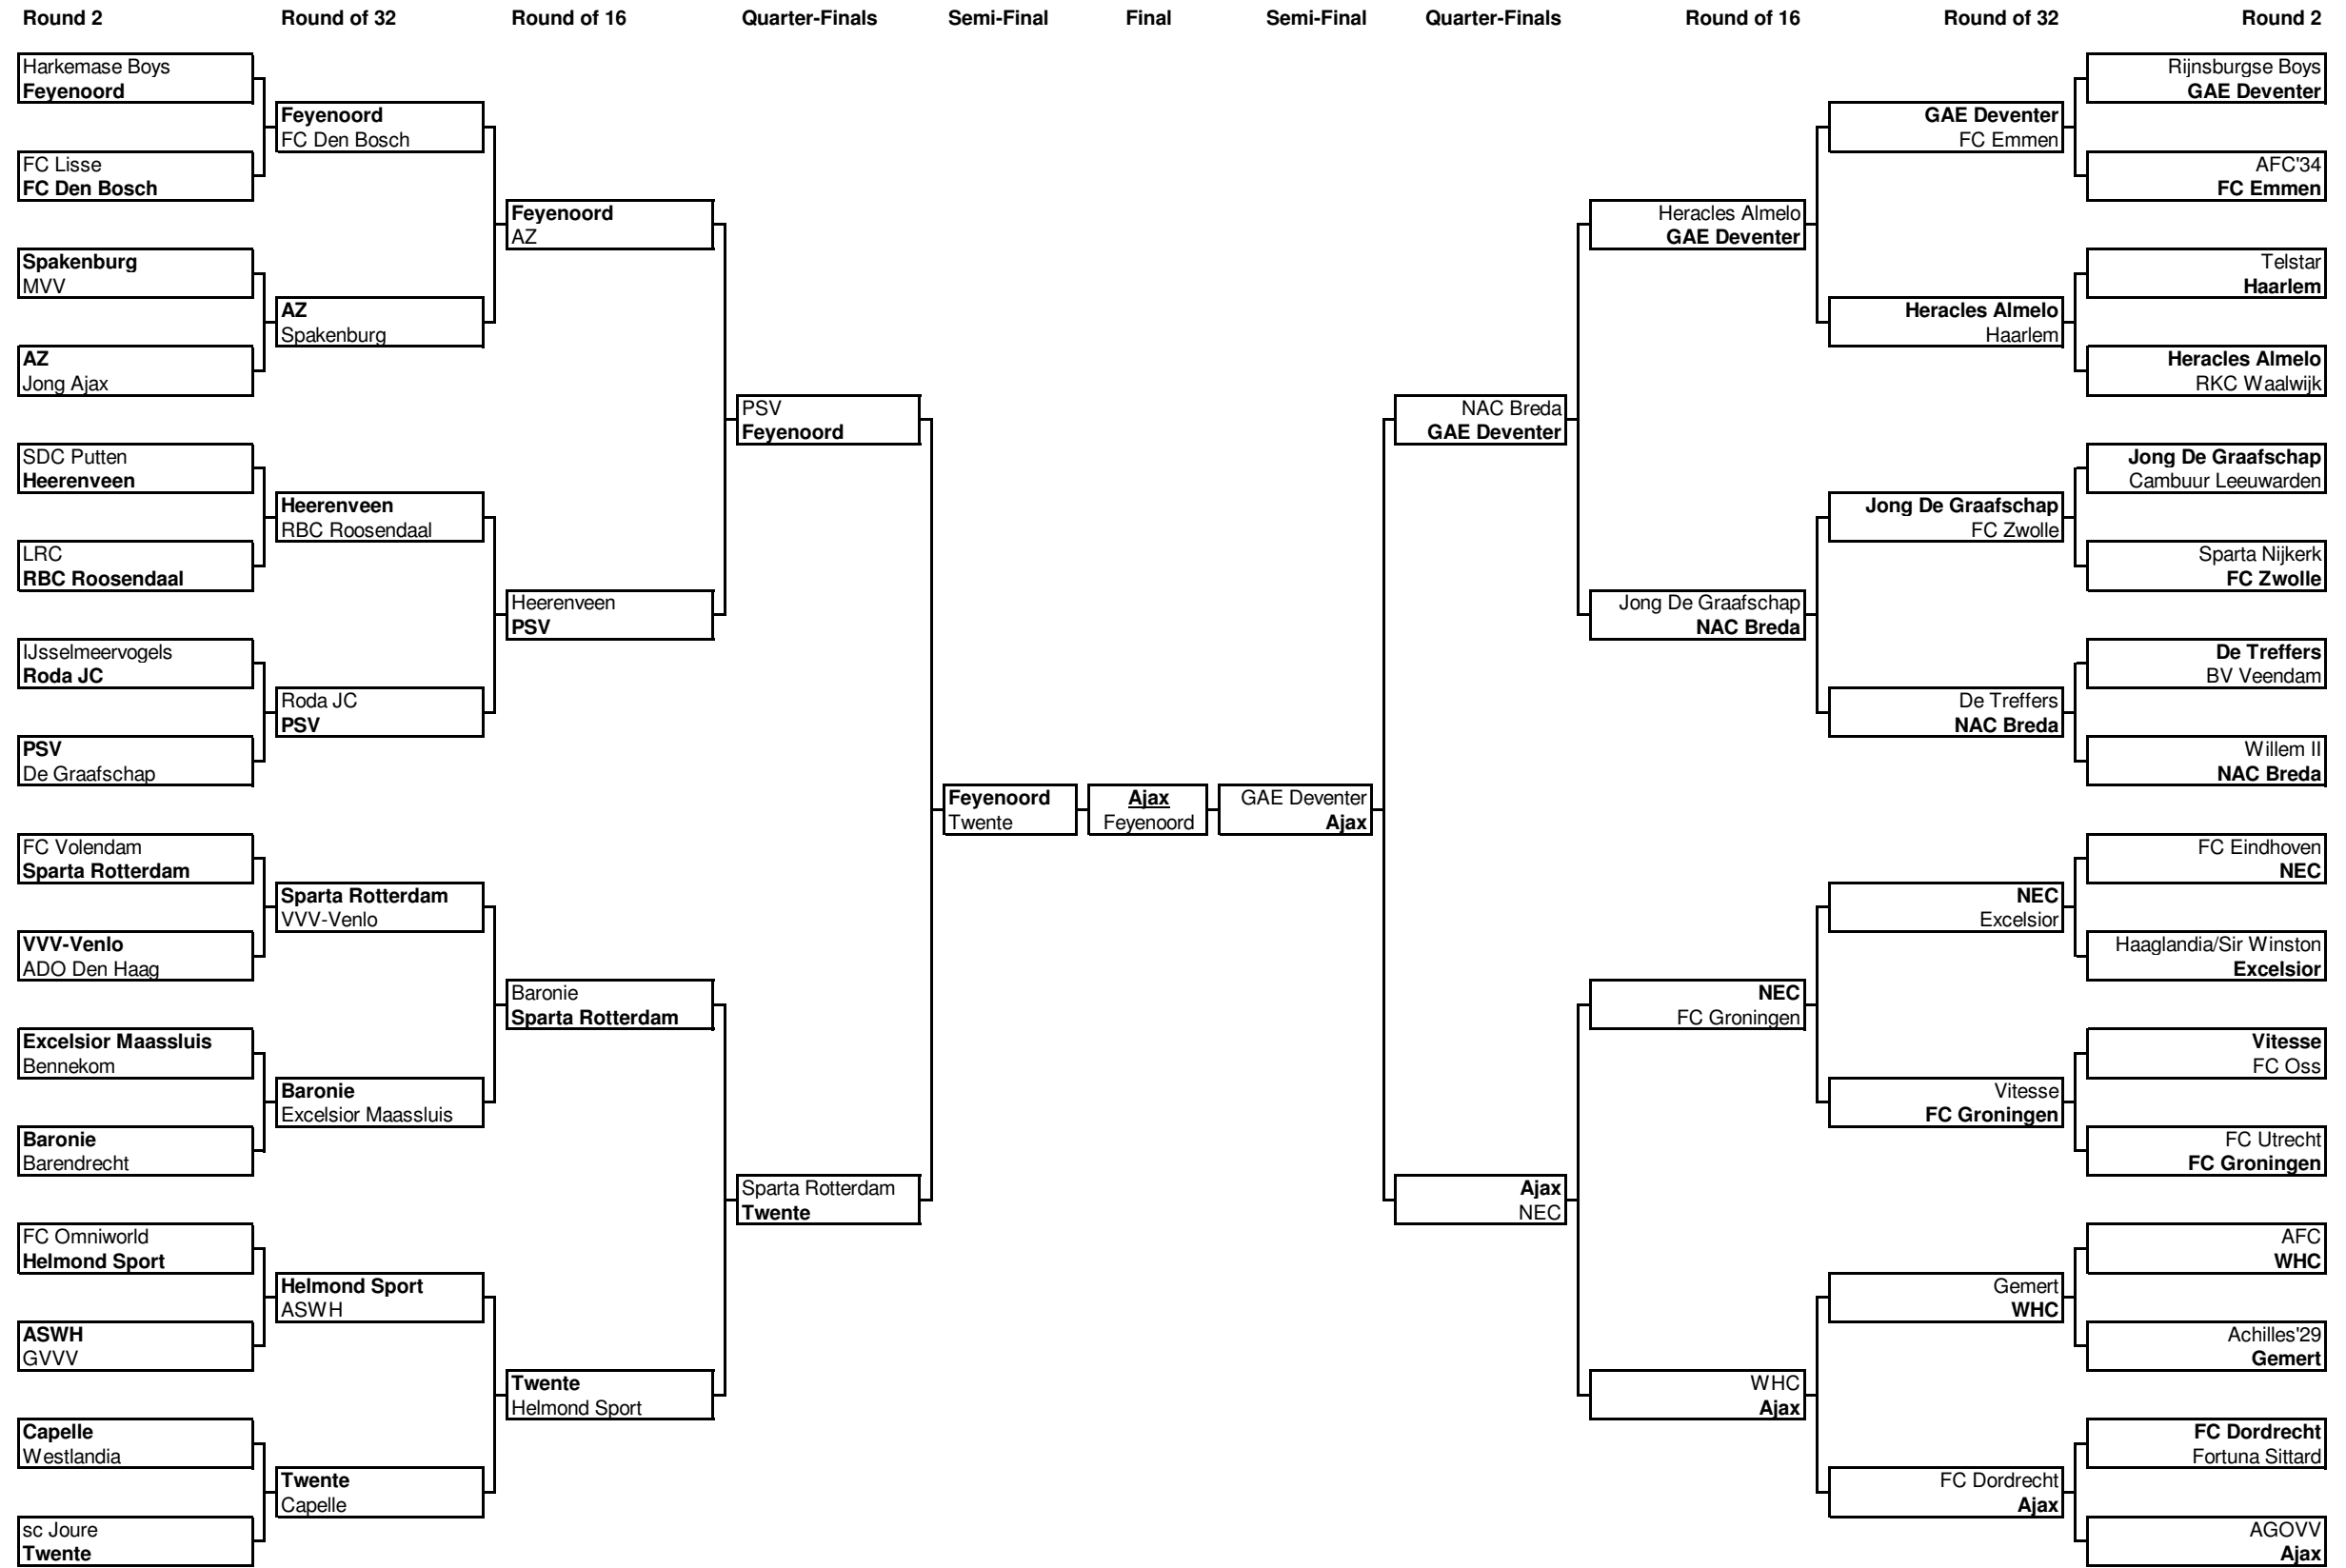 Round 2
Round of 32
Round of 16
Quarter-Finals
Semi-Final
Final
Semi-Final
Quarter-Finals
Round of 16
Round of 32
Round 2
Harkemase Boys
Feyenoord
FC Lisse
FC Den Bosch
Spakenburg
MVV
AZ
Jong Ajax
SDC Putten
Heerenveen
LRC
RBC Roosendaal
IJsselmeervogels
Roda JC
PSV
De Graafschap
FC Volendam
Sparta Rotterdam
VVV-Venlo
ADO Den Haag
Excelsior Maassluis
Bennekom
Baronie
Barendrecht
FC Omniworld
Helmond Sport
ASWH
GVVV
Capelle
Westlandia
sc Joure
Twente
Feyenoord
FC Den Bosch
AZ
Spakenburg
Heerenveen
RBC Roosendaal
Roda JC
PSV
Sparta Rotterdam
VVV-Venlo
Baronie
Excelsior Maassluis
Helmond Sport
ASWH
Twente
Capelle
Feyenoord
AZ
Heerenveen
PSV
Baronie
Sparta Rotterdam
Twente
Helmond Sport
PSV
Feyenoord
Sparta Rotterdam
Twente
Feyenoord
Twente
Ajax
Feyenoord
GAE Deventer
Ajax
NAC Breda
GAE Deventer
Ajax
NEC
Heracles Almelo
GAE Deventer
Jong De Graafschap
NAC Breda
NEC
FC Groningen
WHC
Ajax
GAE Deventer
FC Emmen
Heracles Almelo
Haarlem
Jong De Graafschap
FC Zwolle
De Treffers
NAC Breda
NEC
Excelsior
Vitesse
FC Groningen
Gemert
WHC
FC Dordrecht
Ajax
Rijnsburgse Boys
GAE Deventer
AFC'34
FC Emmen
Telstar
Haarlem
Heracles Almelo
RKC Waalwijk
Jong De Graafschap
Cambuur Leeuwarden
Sparta Nijkerk
FC Zwolle
De Treffers
BV Veendam
Willem II
NAC Breda
FC Eindhoven
NEC
Haaglandia/Sir Winston
Excelsior
Vitesse
FC Oss
FC Utrecht
FC Groningen
AFC
WHC
Achilles'29
Gemert
FC Dordrecht
Fortuna Sittard
AGOVV
Ajax